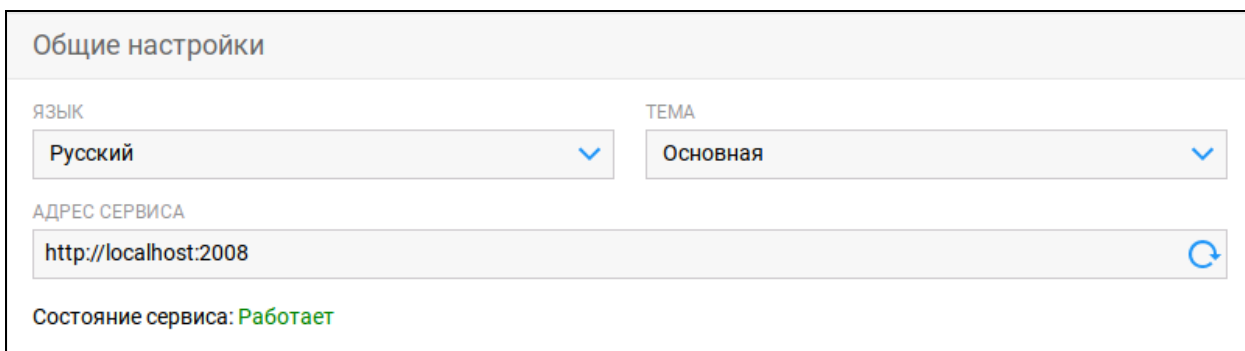 Общие настройки
ЯЗЫК
ТЕМА
Русский
Основная
АДРЕС СЕРВИСА
http://localhost:2008
Состояние сервиса: Работает